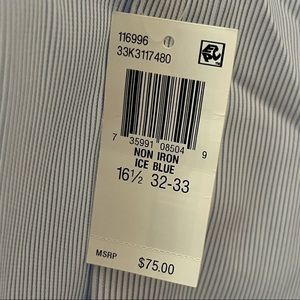 116996
33K3117480
7 35991 08504 9
NON IRON
ICE BLUE
16½ 32-33
MSRP $75.00